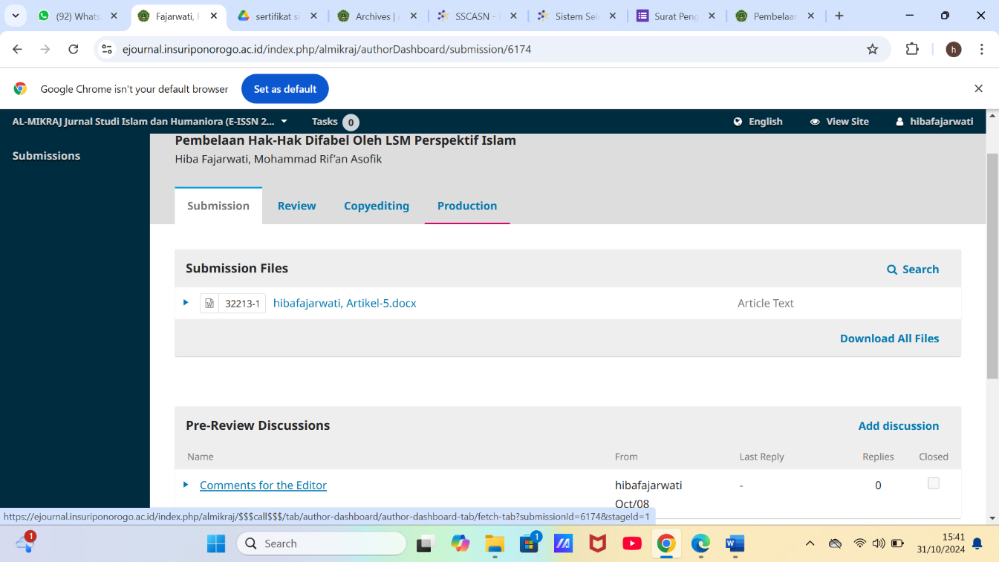 (92) Whats
Fajarwati, F
sertifikat si
Archives | A
SSCASN -
Sistem Sele
Surat Peng
Pembelaan
ejournal.insuriponorogo.ac.id/index.php/almikraj/authorDashboard/submission/6174
h
Google Chrome isn't your default browser
Set as default
AL-MIKRAJ Jurnal Studi Islam dan Humaniora (E-ISSN 2...
Tasks 0
English
View Site
hibafajarwati
Submissions
Pembelaan Hak-Hak Difabel Oleh LSM Perspektif Islam
Hiba Fajarwati, Mohammad Rif'an Asofik
Submission Review Copyediting Production
Submission Files
Search
32213-1 hibafajarwati, Artikel-5.docx Article Text
Download All Files
Pre-Review Discussions
Add discussion
Name From Last Reply Replies Closed
Comments for the Editor hibafajarwati - 0
Oct/08
https://ejournal.insuriponorogo.ac.id/index.php/almikraj/$$$call$$$/tab/author-dashboard/author-dashboard-tab/fetch-tab?submissionId=6174&stageId=1
1
Search
1
W
15:41
31/10/2024